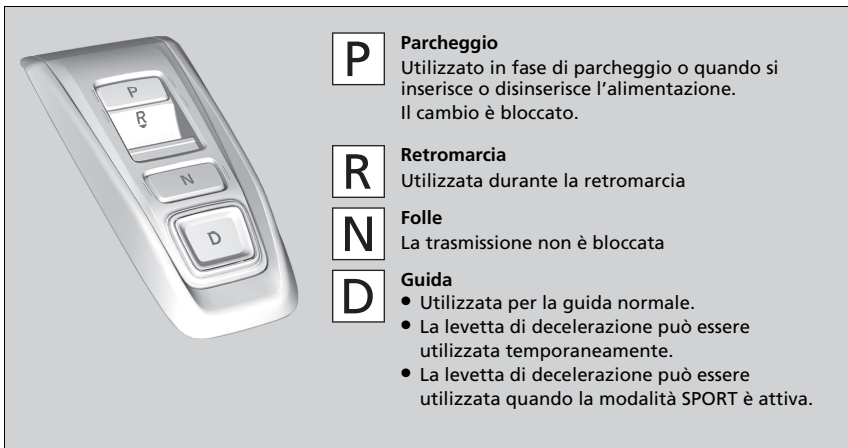 P
R
N
D
P
Parcheggio
Utilizzato in fase di parcheggio o quando si
inserisce o disinserisce l’alimentazione.
Il cambio è bloccato.
R
Retromarcia
Utilizzata durante la retromarcia
N
Folle
La trasmissione non è bloccata
D
Guida
● Utilizzata per la guida normale.
● La levetta di decelerazione può essere
utilizzata temporaneamente.
● La levetta di decelerazione può essere
utilizzata quando la modalità SPORT è attiva.